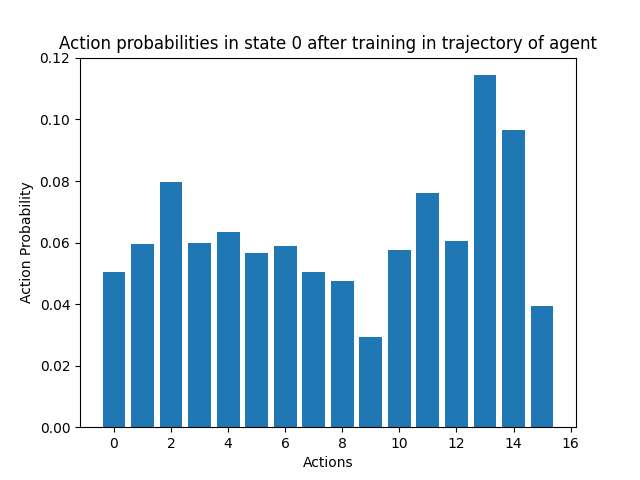 Action probabilities in state 0 after training in trajectory of agent
0.12
0.10
0.08
0.06
0.04
0.02
0.00
Action Probability
0 2 4 6 8 10 12 14 16
Actions